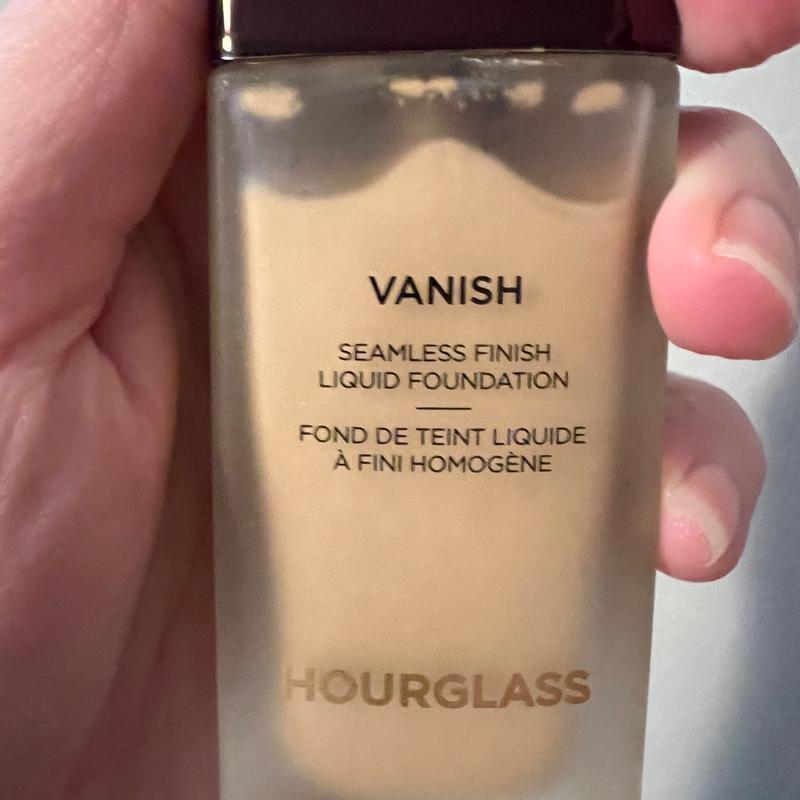 VANISH
SEAMLESS FINISH
LIQUID FOUNDATION
FOND DE TEINT LIQUIDE
À FINI HOMOGÈNE
HOURGLASS